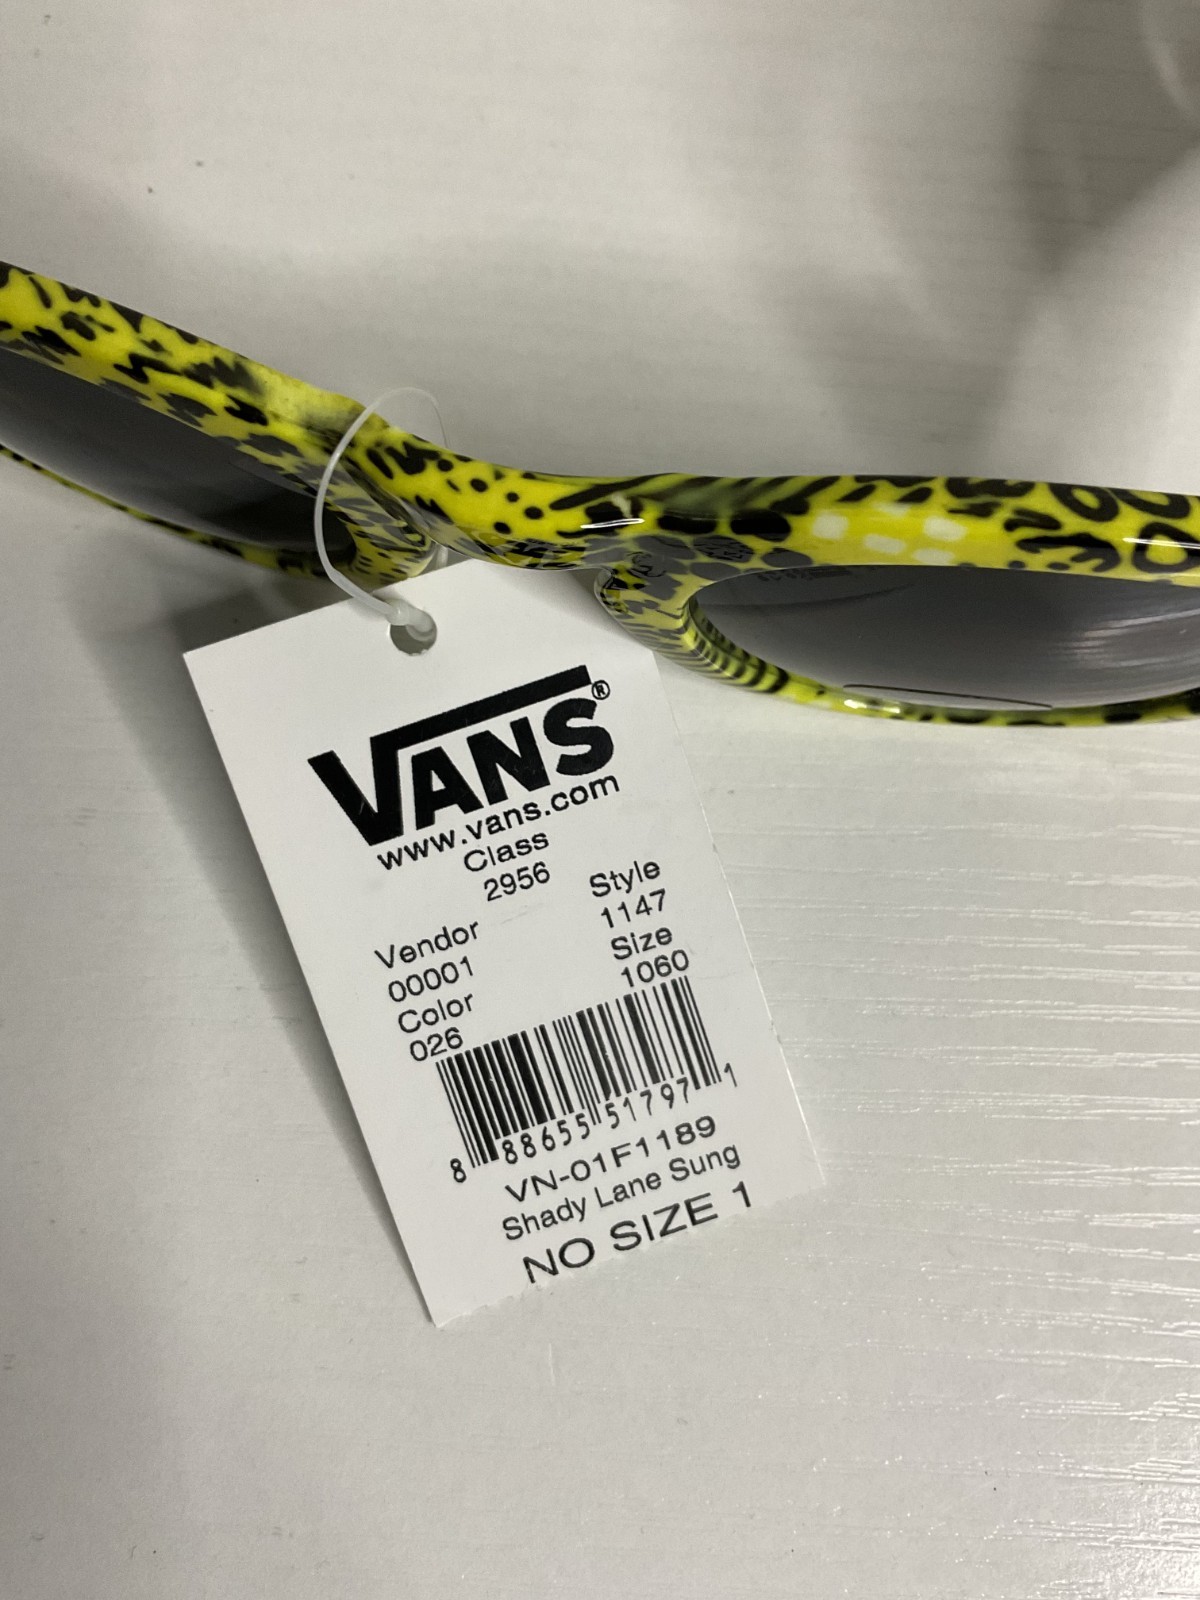 VANS®
www.vans.com
Class
2956
Vendor Style
00001 1147
Color Size
026 1060
8 88655 51797 1
VN-01F1189
Shady Lane Sung
NO SIZE 1